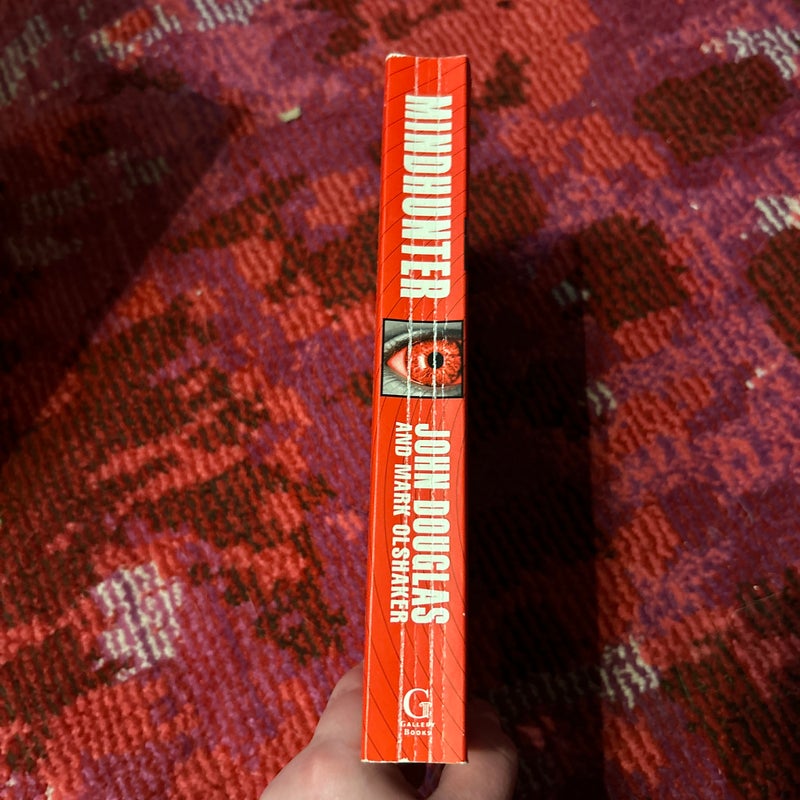 MINDHUNTER
JOHN DOUGLAS
AND MARK OLSHAKER
G
GALLERY
BOOKS